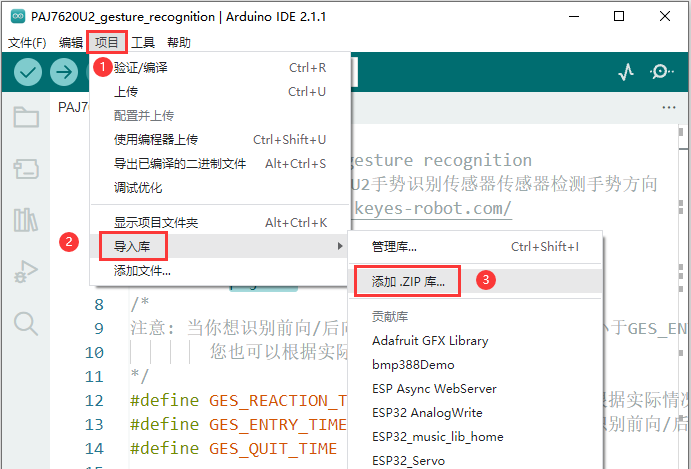 PAJ7620U2_gesture_recognition | Arduino IDE 2.1.1
文件(F) 编辑 项目 工具 帮助
1
验证/编译 Ctrl+R
上传 Ctrl+U
PAJ7
配置并上传
使用编程器上传 Ctrl+Shift+U
导出已编译的二进制文件 Alt+Ctrl+S
gesture recognition
调试优化
U2手势识别传感器传感器检测手势方向
keyes-robot.com/
显示项目文件夹 Alt+Ctrl+K
2 导入库
管理库... Ctrl+Shift+I
添加文件...
添加 .ZIP 库... 3
8 /*
贡献库
注意: 当你想识别前向/后向 小于GES_EN
Adafruit GFX Library
10 您也可以根据实际
bmp388Demo
11 */
ESP Async WebServer
12 #define GES_REACTION_T 根据实际情况
ESP32 AnalogWrite
13 #define GES_ENTRY_TIME 识别前向/后
ESP32_music_lib_home
14 #define GES_QUIT_TIME
ESP32_Servo